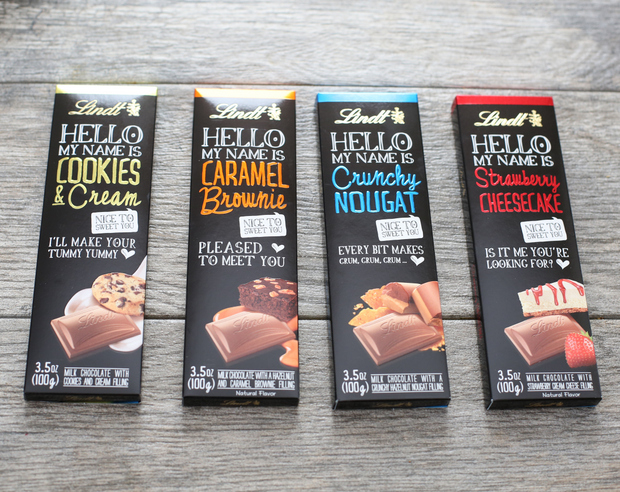 Lindt
HELLO
MY NAME IS
COOKIES
& Cream
NICE TO
SWEET YOU
I'LL MAKE YOUR
TUMMY YUMMY
Lindt
3.5oz
(100g)
MILK CHOCOLATE WITH
COOKIES AND CREAM FILLING
Lindt
HELLO
MY NAME IS
CARAMEL
Brownie
NICE TO
SWEET YOU
PLEASED
TO MEET YOU
Lindt
3.5oz
(100g)
MILK CHOCOLATE WITH A HAZELNUT
AND CARAMEL BROWNIE FILLING
Natural Flavor
Lindt
HELLO
MY NAME IS
Crunchy
NOUGAT
NICE TO
SWEET YOU
EVERY BIT MAKES
CRUM, CRUM, CRUM ...
Lindt
3.5oz
(100g)
MILK CHOCOLATE WITH A
CRUNCHY HAZELNUT NOUGAT FILLING
Lindt
HELLO
MY NAME IS
Strawberry
CHEESECAKE
NICE TO
SWEET YOU
IS IT ME YOU'RE
LOOKING FOR?
Lindt
3.5oz
(100g)
MILK CHOCOLATE WITH
STRAWBERRY CREAM CHEESE FILLING
Natural Flavor